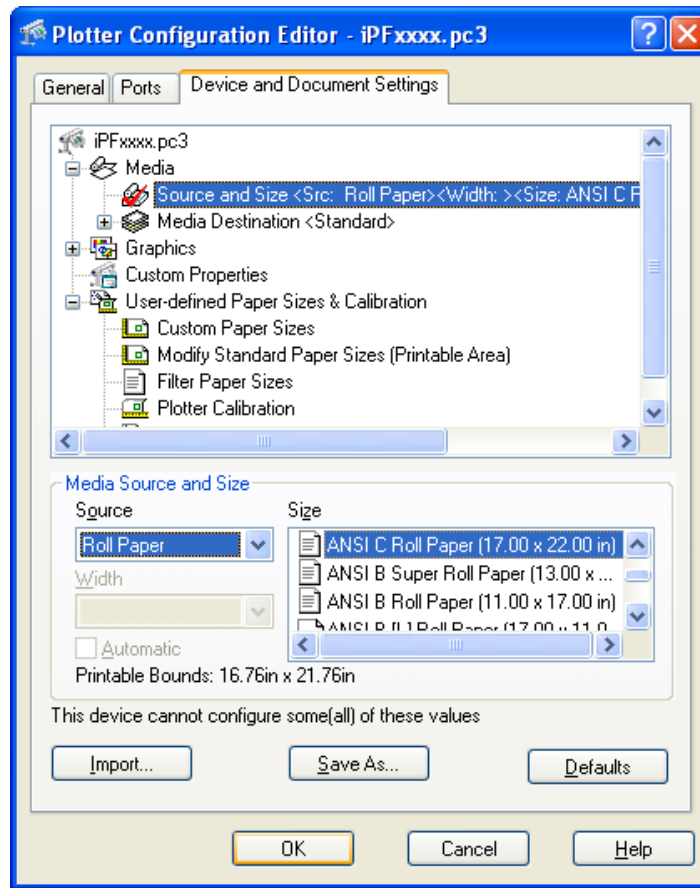 Plotter Configuration Editor - iPFxxxx.pc3
General Ports Device and Document Settings
iPFxxxx.pc3
Media
Source and Size <Src: Roll Paper><Width: ><Size: ANSI C
Media Destination <Standard>
Graphics
Custom Properties
User-defined Paper Sizes & Calibration
Custom Paper Sizes
Modify Standard Paper Sizes (Printable Area)
Filter Paper Sizes
Plotter Calibration
Media Source and Size
Source Size
Roll Paper ANSI C Roll Paper (17.00 x 22.00 in)
Width ANSI B Super Roll Paper (13.00 x ...
ANSI B Roll Paper (11.00 x 17.00 in)
Automatic
Printable Bounds: 16.76in x 21.76in
This device cannot configure some(all) of these values
Import... Save As... Defaults
OK Cancel Help